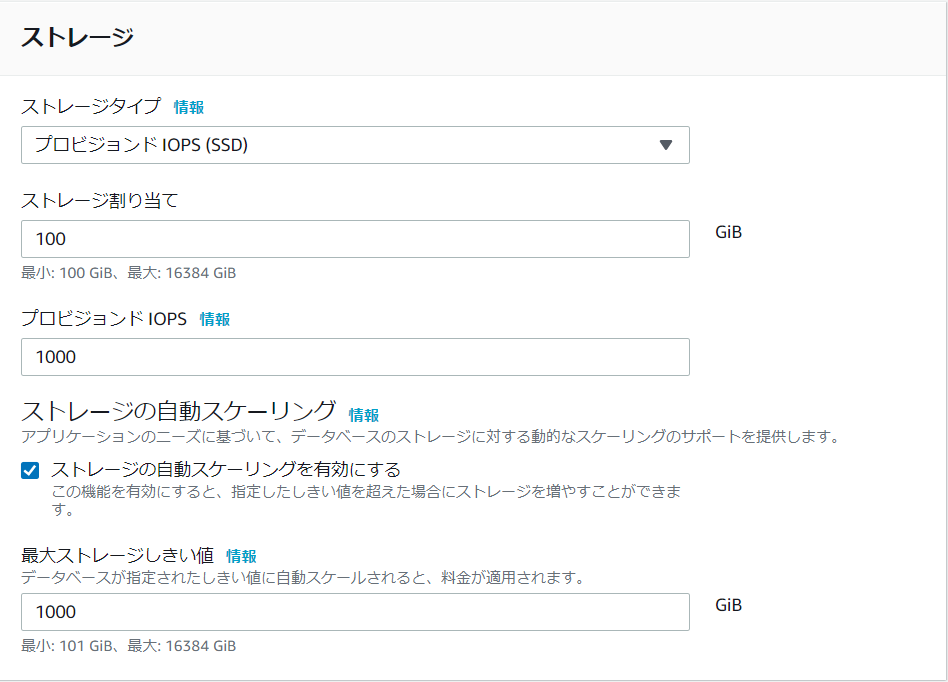 ストレージ
ストレージタイプ 情報
プロビジョンド IOPS (SSD)
ストレージ割り当て
100 GiB
最小: 100 GiB、最大: 16384 GiB
プロビジョンド IOPS 情報
1000
ストレージの自動スケーリング 情報
アプリケーションのニーズに基づいて、データベースのストレージに対する動的なスケーリングのサポートを提供します。
ストレージの自動スケーリングを有効にする
この機能を有効にすると、指定したしきい値を超えた場合にストレージを増やすことができま
す。
最大ストレージしきい値 情報
データベースが指定されたしきい値に自動スケールされると、料金が適用されます。
1000 GiB
最小: 101 GiB、最大: 16384 GiB